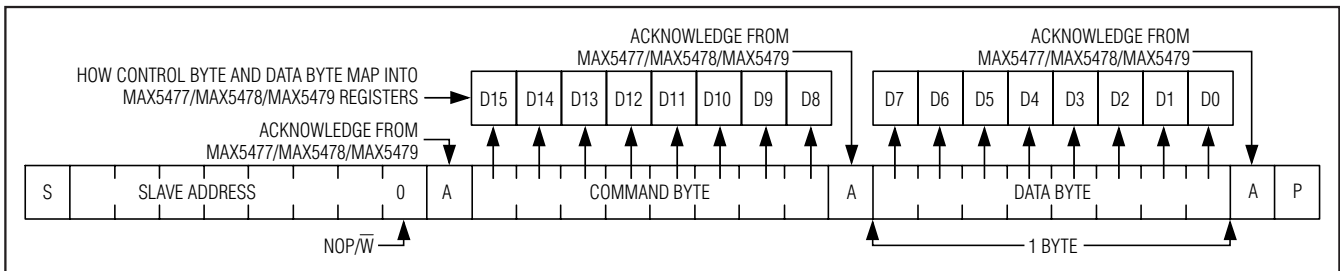 ACKNOWLEDGE FROM
MAX5477/MAX5478/MAX5479
ACKNOWLEDGE FROM
MAX5477/MAX5478/MAX5479
HOW CONTROL BYTE AND DATA BYTE MAP INTO
MAX5477/MAX5478/MAX5479 REGISTERS
D15 D14 D13 D12 D11 D10 D9 D8 D7 D6 D5 D4 D3 D2 D1 D0
ACKNOWLEDGE FROM
MAX5477/MAX5478/MAX5479
S SLAVE ADDRESS 0 A COMMAND BYTE A DATA BYTE A P
NOP/W̅
1 BYTE